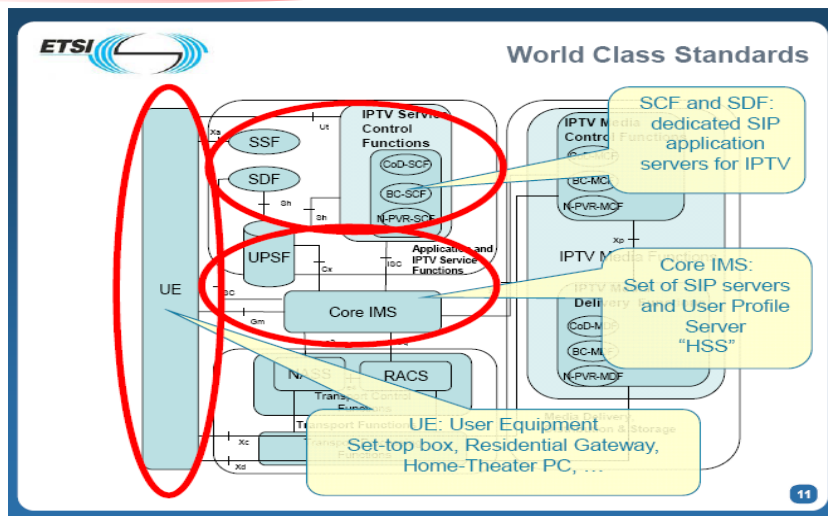 ETSI
World Class Standards
SCF and SDF:
dedicated SIP
application
servers for IPTV
IPTV Service
Control
Functions
CoD-SCF
BC-SCF
N-PVR-SCF
Ut
Xa
SSF
SDF
Sh
Sh
UPSF
Cx
ISC
Application and
IPTV Service
Functions
IPTV Media
Control Functions
BC-MCF
N-PVR-MCF
Xp
IPTV Media Functions
Core IMS:
Set of SIP servers
and User Profile
Server
“HSS”
Delivery
CoD-MDF
BC-MDF
N-PVR-MDF
UE
Gm
Core IMS
NASS
RACS
Transport Control
Functions
UE: User Equipment
Set-top box, Residential Gateway,
Home-Theater PC, …
Xc
Xd
11